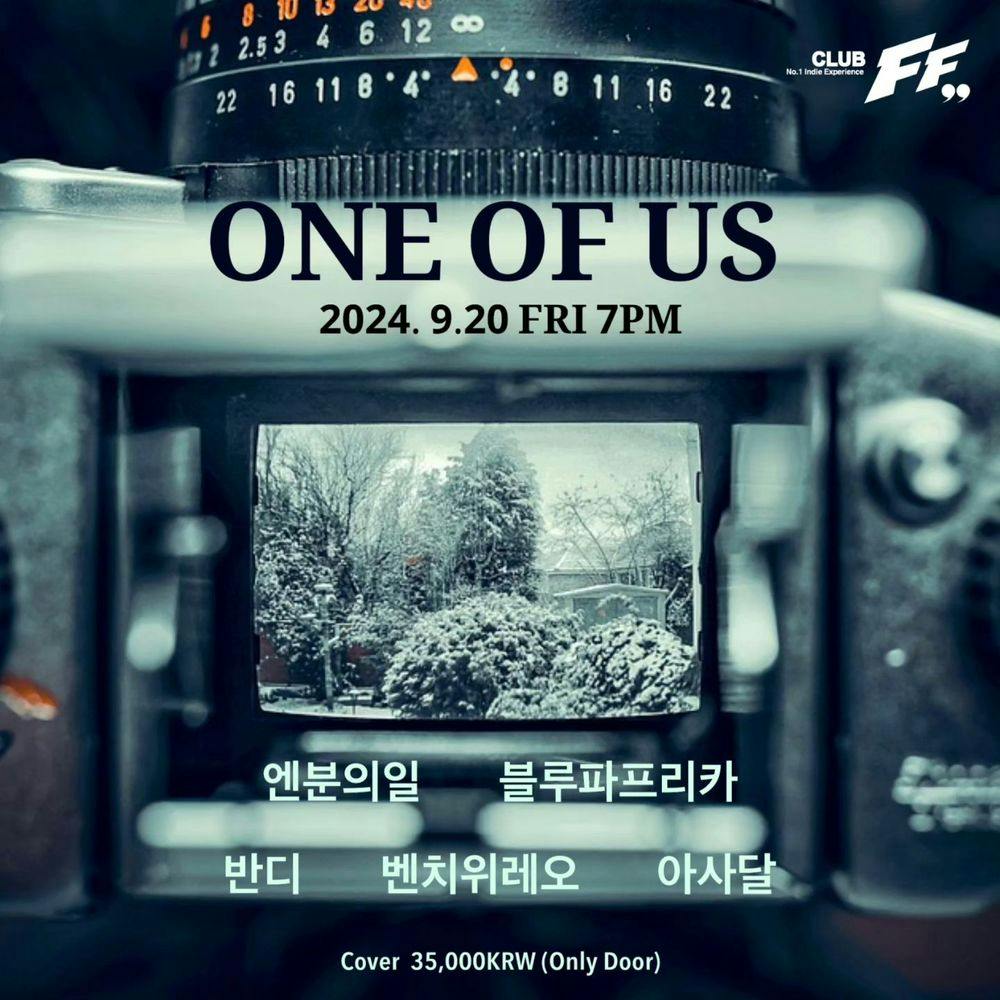 8 10 13 20
2 2.5 3 4 6 12 ∞
22 16 11 8 4 4 8 11 16 22
CLUB
No.1 Indie Experience
FF
ONE OF US
2024. 9.20 FRI 7PM
엔분의일 블루파프리카
반디 벤치위레오 아사달
Cover 35,000KRW (Only Door)